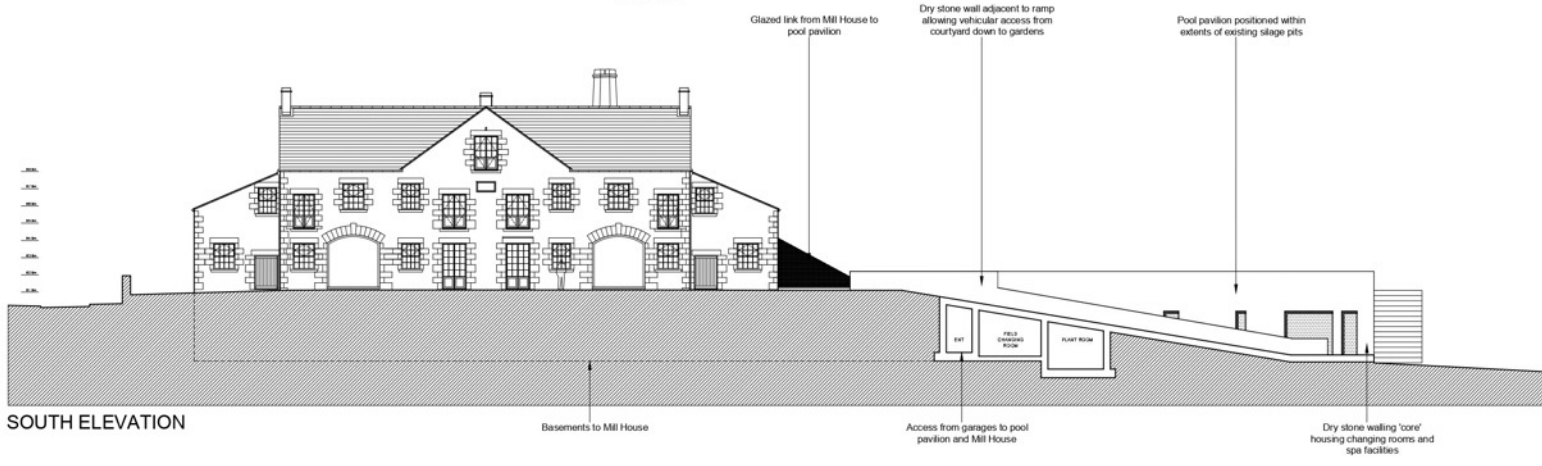 Glazed link from Mill House to
pool pavilion
Dry stone wall adjacent to ramp
allowing vehicular access from
courtyard down to gardens
Pool pavilion positioned within
extents of existing silage pits
EXIT
FIELD
CHANGING
ROOM
PLANT ROOM
SOUTH ELEVATION
Basements to Mill House
Access from garages to pool
pavilion and Mill House
Dry stone walling 'core'
housing changing rooms and
spa facilities